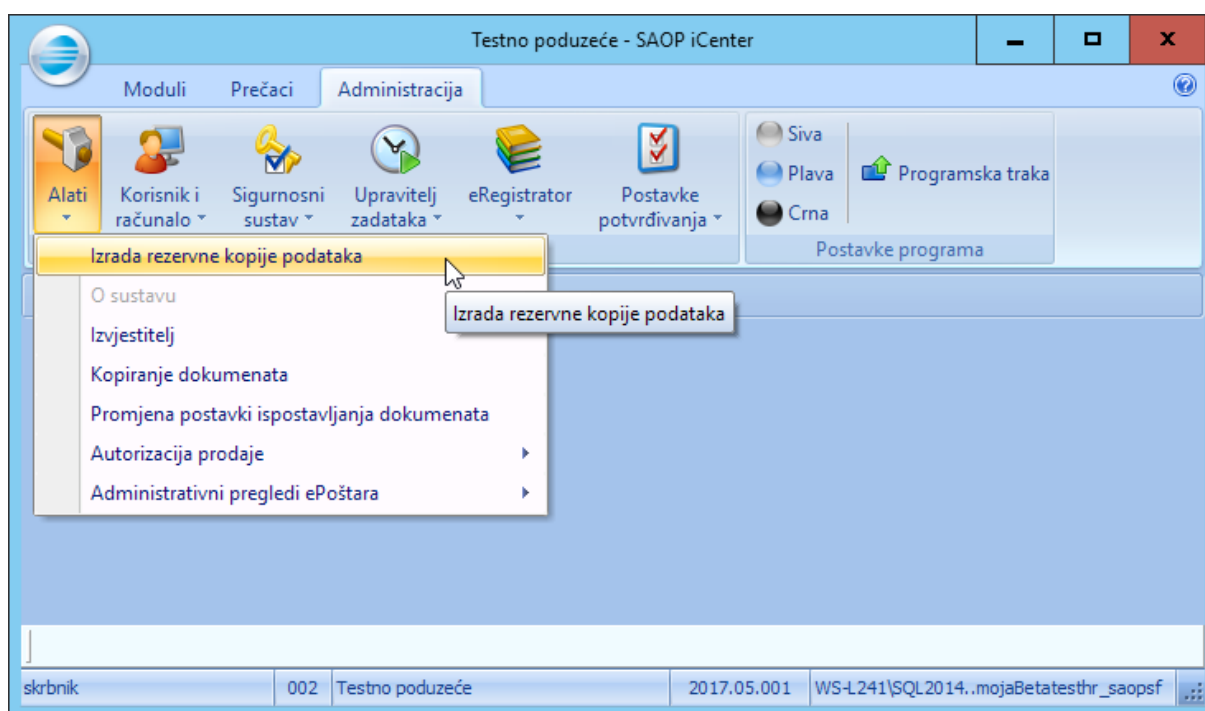 Testno poduzeće - SAOP iCenter
Moduli Prečaci Administracija
Alati
Korisnik i
računalo
Sigurnosni
sustav
Upravitelj
zadataka
eRegistrator
Postavke
potvrđivanja
Siva
Plava
Crna
Programska traka
Postavke programa
Izrada rezervne kopije podataka
O sustavu
Izrada rezervne kopije podataka
Izvjestitelj
Kopiranje dokumenata
Promjena postavki ispostavljanja dokumenata
Autorizacija prodaje
Administrativni pregledi ePoštara
skrbnik 002 Testno poduzeće 2017.05.001 WS-L241\SQL2014..mojaBetatesthr_saopsf